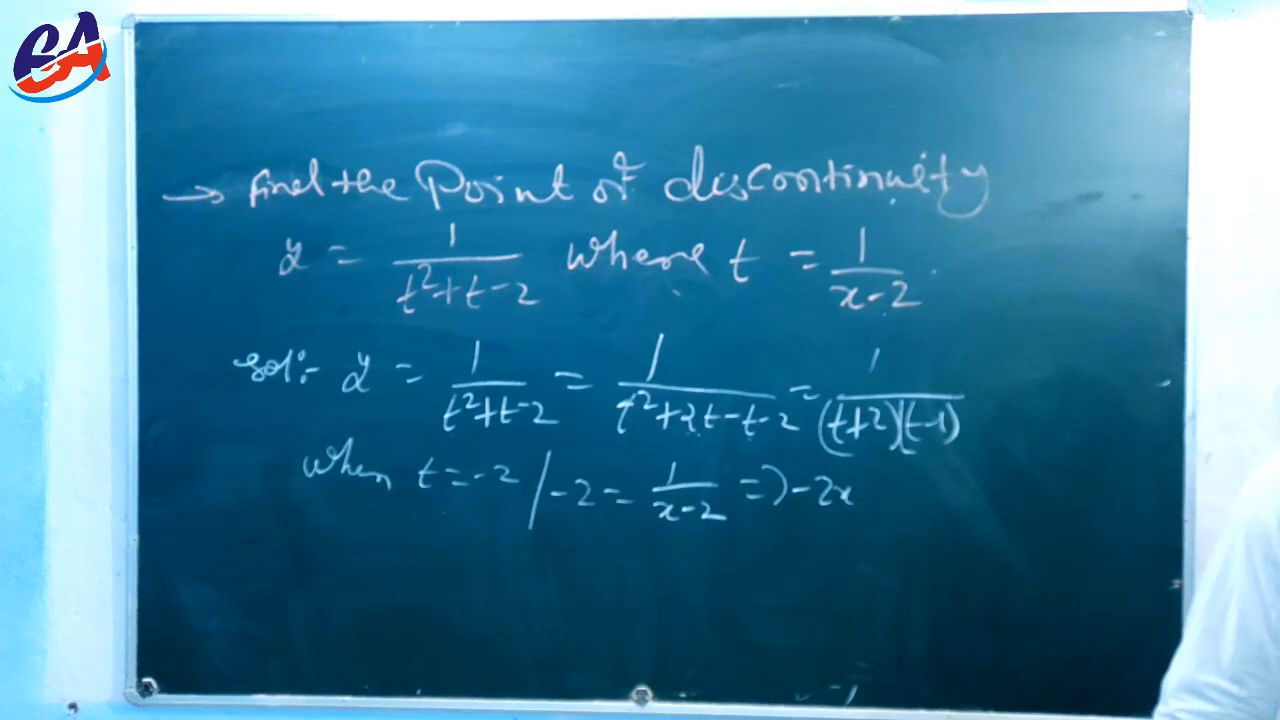 EA
→ Find the Point of discontinuity
y = 1/(t²+t-2) where t = 1/(x-2)
Sol:- y = 1/(t²+t-2) = 1/(t²+2t-t-2) = 1/((t+2)(t-1))
when t = -2 / -2 = 1/(x-2) => -2x